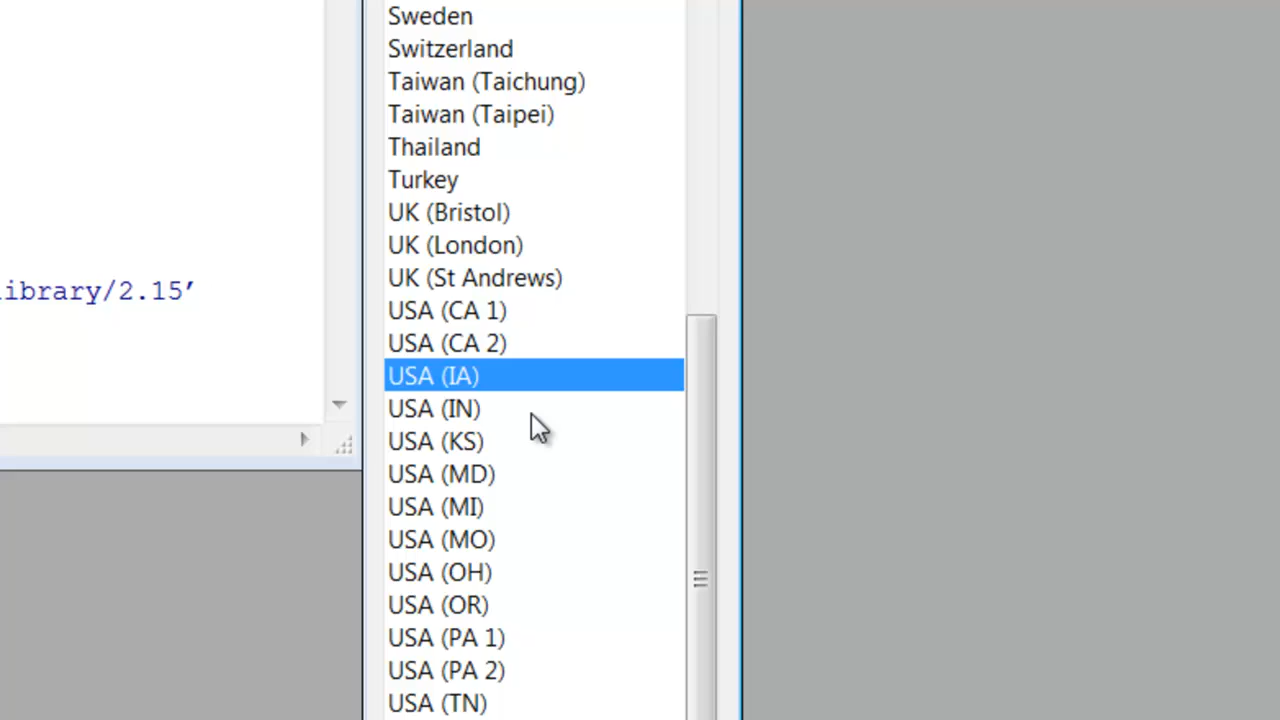 Sweden
Switzerland
Taiwan (Taichung)
Taiwan (Taipei)
Thailand
Turkey
UK (Bristol)
UK (London)
UK (St Andrews)
library/2.15’
USA (CA 1)
USA (CA 2)
USA (IA)
USA (IN)
USA (KS)
USA (MD)
USA (MI)
USA (MO)
USA (OH)
USA (OR)
USA (PA 1)
USA (PA 2)
USA (TN)